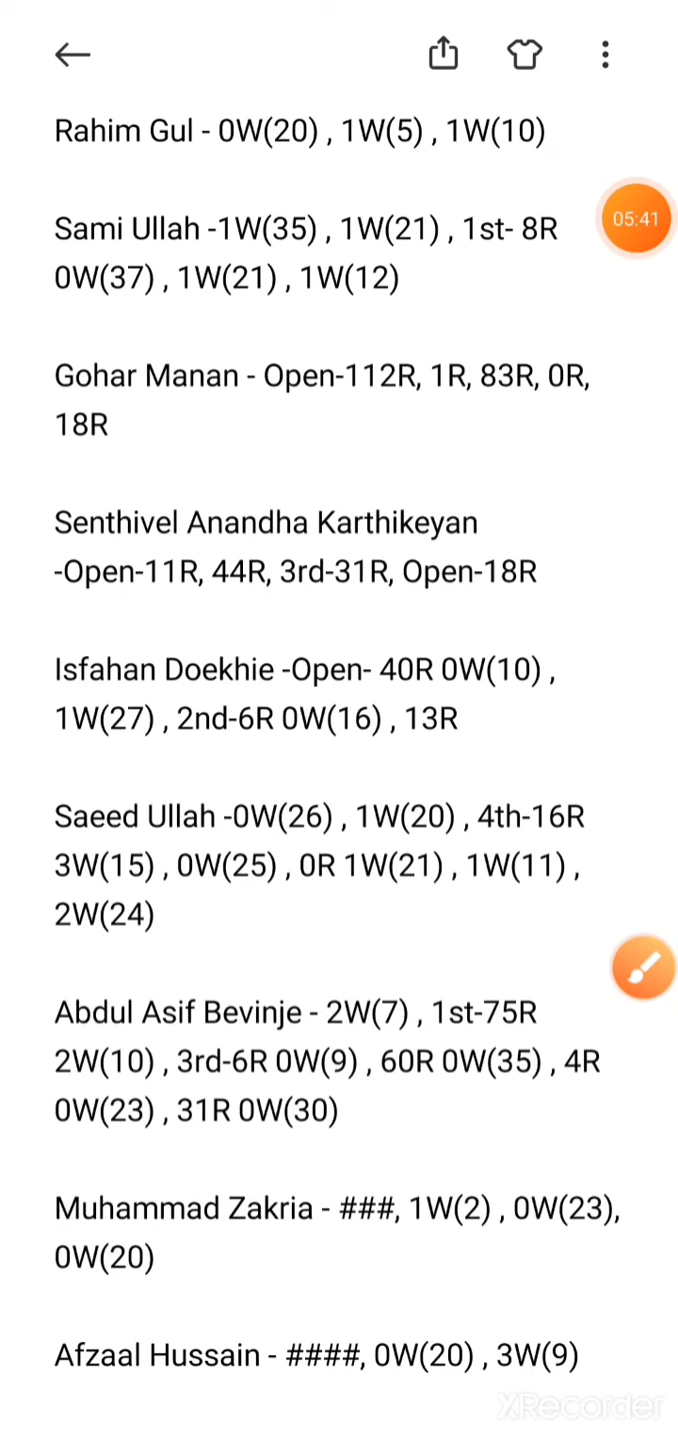 05:41
Rahim Gul - 0W(20) , 1W(5) , 1W(10)
Sami Ullah -1W(35) , 1W(21) , 1st- 8R
0W(37) , 1W(21) , 1W(12)
Gohar Manan - Open-112R, 1R, 83R, 0R,
18R
Senthivel Anandha Karthikeyan
-Open-11R, 44R, 3rd-31R, Open-18R
Isfahan Doekhie -Open- 40R 0W(10) ,
1W(27) , 2nd-6R 0W(16) , 13R
Saeed Ullah -0W(26) , 1W(20) , 4th-16R
3W(15) , 0W(25) , 0R 1W(21) , 1W(11) ,
2W(24)
Abdul Asif Bevinje - 2W(7) , 1st-75R
2W(10) , 3rd-6R 0W(9) , 60R 0W(35) , 4R
0W(23) , 31R 0W(30)
Muhammad Zakria - ###, 1W(2) , 0W(23),
0W(20)
Afzaal Hussain - ####, 0W(20) , 3W(9)
XRecorder